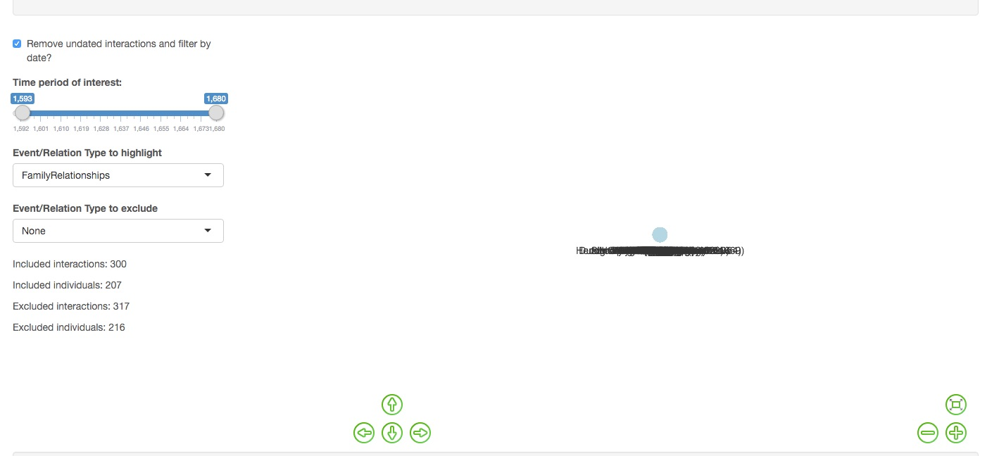 Remove undated interactions and filter by
date?
Time period of interest:
1,593 1,680
1,592 1,601 1,610 1,619 1,628 1,637 1,646 1,655 1,664 1,673 1,680
Event/Relation Type to highlight
FamilyRelationships
Event/Relation Type to exclude
None
Included interactions: 300
Included individuals: 207
Excluded interactions: 317
Excluded individuals: 216